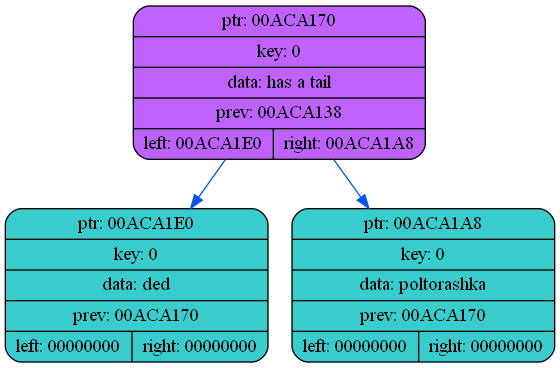 ptr: 00ACA170
key: 0
data: has a tail
prev: 00ACA138
left: 00ACA1E0 right: 00ACA1A8
ptr: 00ACA1E0
key: 0
data: ded
prev: 00ACA170
left: 00000000 right: 00000000
ptr: 00ACA1A8
key: 0
data: poltorashka
prev: 00ACA170
left: 00000000 right: 00000000